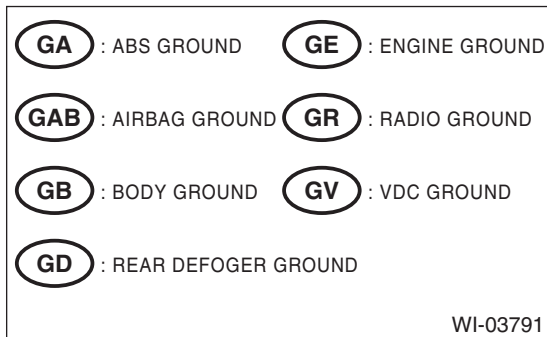 GA : ABS GROUND GE : ENGINE GROUND
GAB : AIRBAG GROUND GR : RADIO GROUND
GB : BODY GROUND GV : VDC GROUND
GD : REAR DEFOGER GROUND
WI-03791